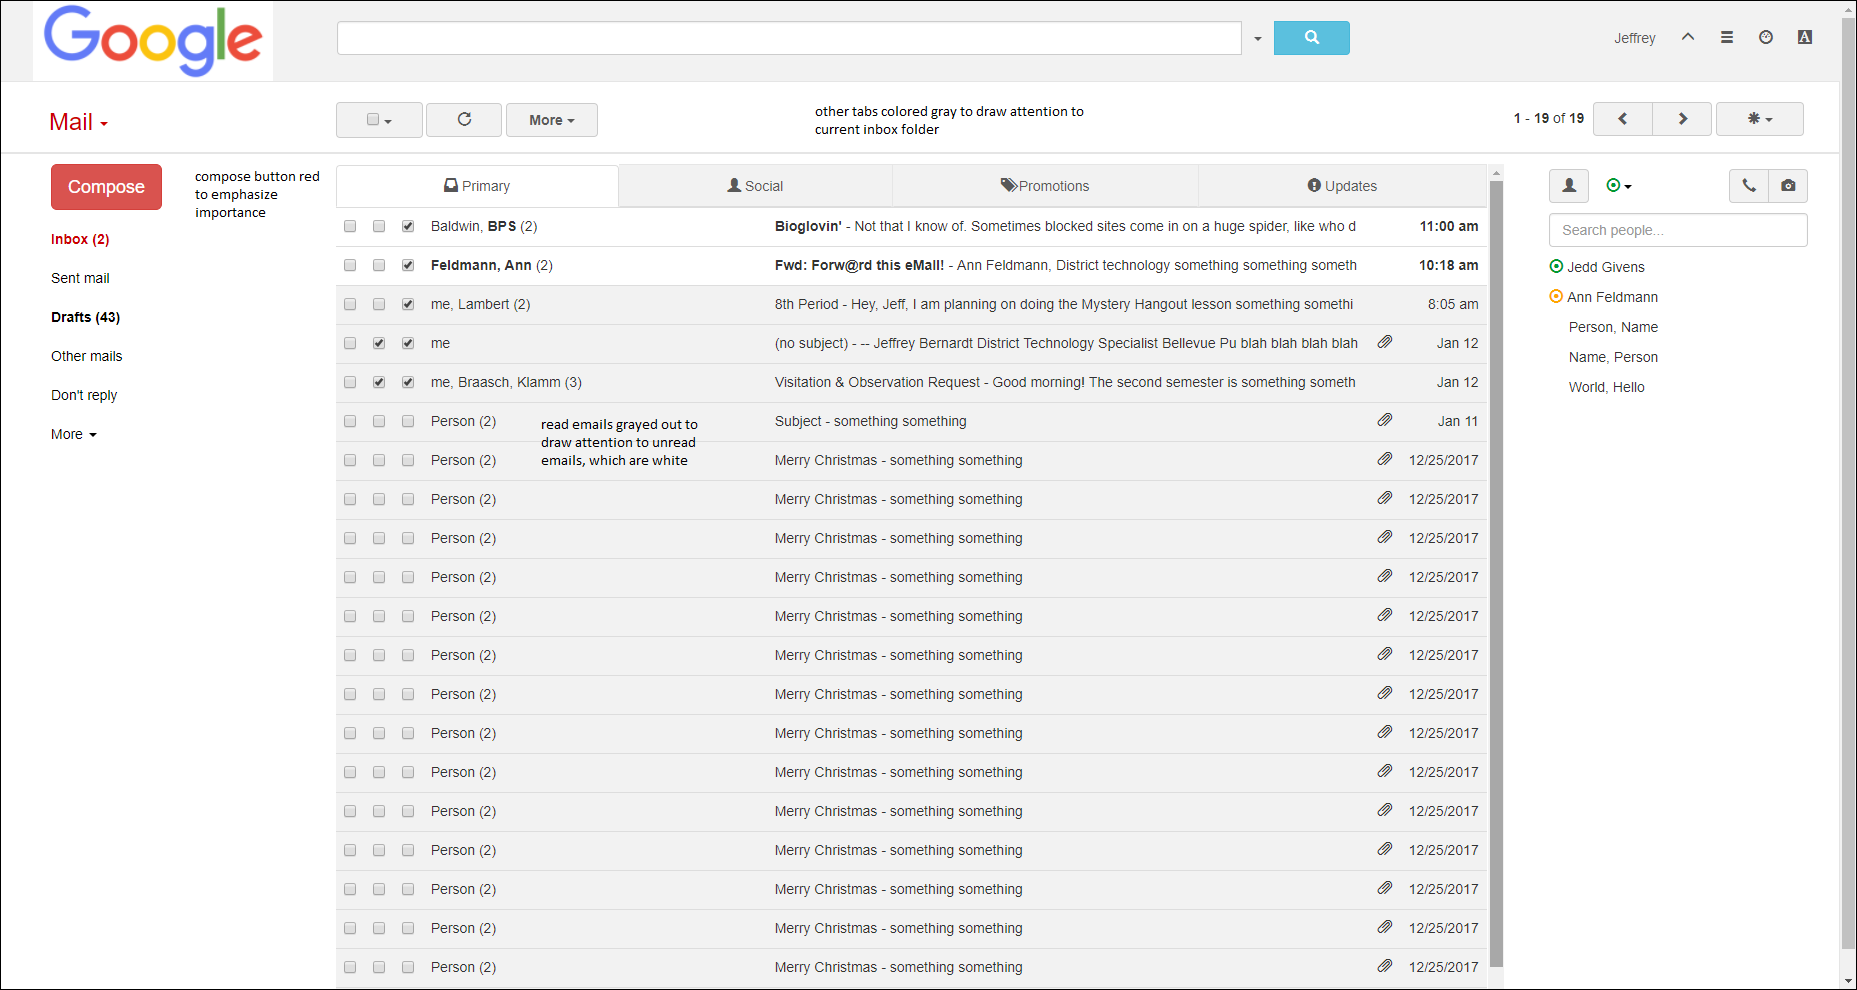 Google
Jeffrey
Mail
More
other tabs colored gray to draw attention to
current inbox folder
1 - 19 of 19
Compose
compose button red
to emphasize
importance
Primary
Social
Promotions
Updates
Inbox (2)
Sent mail
Drafts (43)
Other mails
Don't reply
More
Baldwin, BPS (2) Bioglovin' - Not that I know of. Sometimes blocked sites come in on a huge spider, like who d 11:00 am
Feldmann, Ann (2) Fwd: Forw@rd this eMall! - Ann Feldmann, District technology something something someth 10:18 am
me, Lambert (2) 8th Period - Hey, Jeff, I am planning on doing the Mystery Hangout lesson something somethi 8:05 am
me (no subject) - -- Jeffrey Bernardt District Technology Specialist Bellevue Pu blah blah blah blah Jan 12
me, Braasch, Klamm (3) Visitation & Observation Request - Good morning! The second semester is something someth Jan 12
Person (2) Subject - something something Jan 11
read emails grayed out to
draw attention to unread
emails, which are white
Person (2) Merry Christmas - something something 12/25/2017
Person (2) Merry Christmas - something something 12/25/2017
Person (2) Merry Christmas - something something 12/25/2017
Person (2) Merry Christmas - something something 12/25/2017
Person (2) Merry Christmas - something something 12/25/2017
Person (2) Merry Christmas - something something 12/25/2017
Person (2) Merry Christmas - something something 12/25/2017
Person (2) Merry Christmas - something something 12/25/2017
Person (2) Merry Christmas - something something 12/25/2017
Person (2) Merry Christmas - something something 12/25/2017
Person (2) Merry Christmas - something something 12/25/2017
Person (2) Merry Christmas - something something 12/25/2017
Person (2) Merry Christmas - something something 12/25/2017
Person (2) Merry Christmas - something something 12/25/2017
Search people...
Jedd Givens
Ann Feldmann
Person, Name
Name, Person
World, Hello